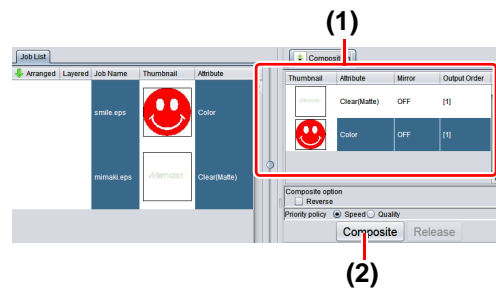 (1)
Job List
Arranged Layered Job Name Thumbnail Attribute
smile.eps Color
mimaki.eps Mimaki Clear(Matte)
Thumbnail Attribute Mirror Output Order
Clear(Matte) OFF [1]
Color OFF [1]
Composite option
Reverse
Priority policy Speed Quality
Composite Release
(2)